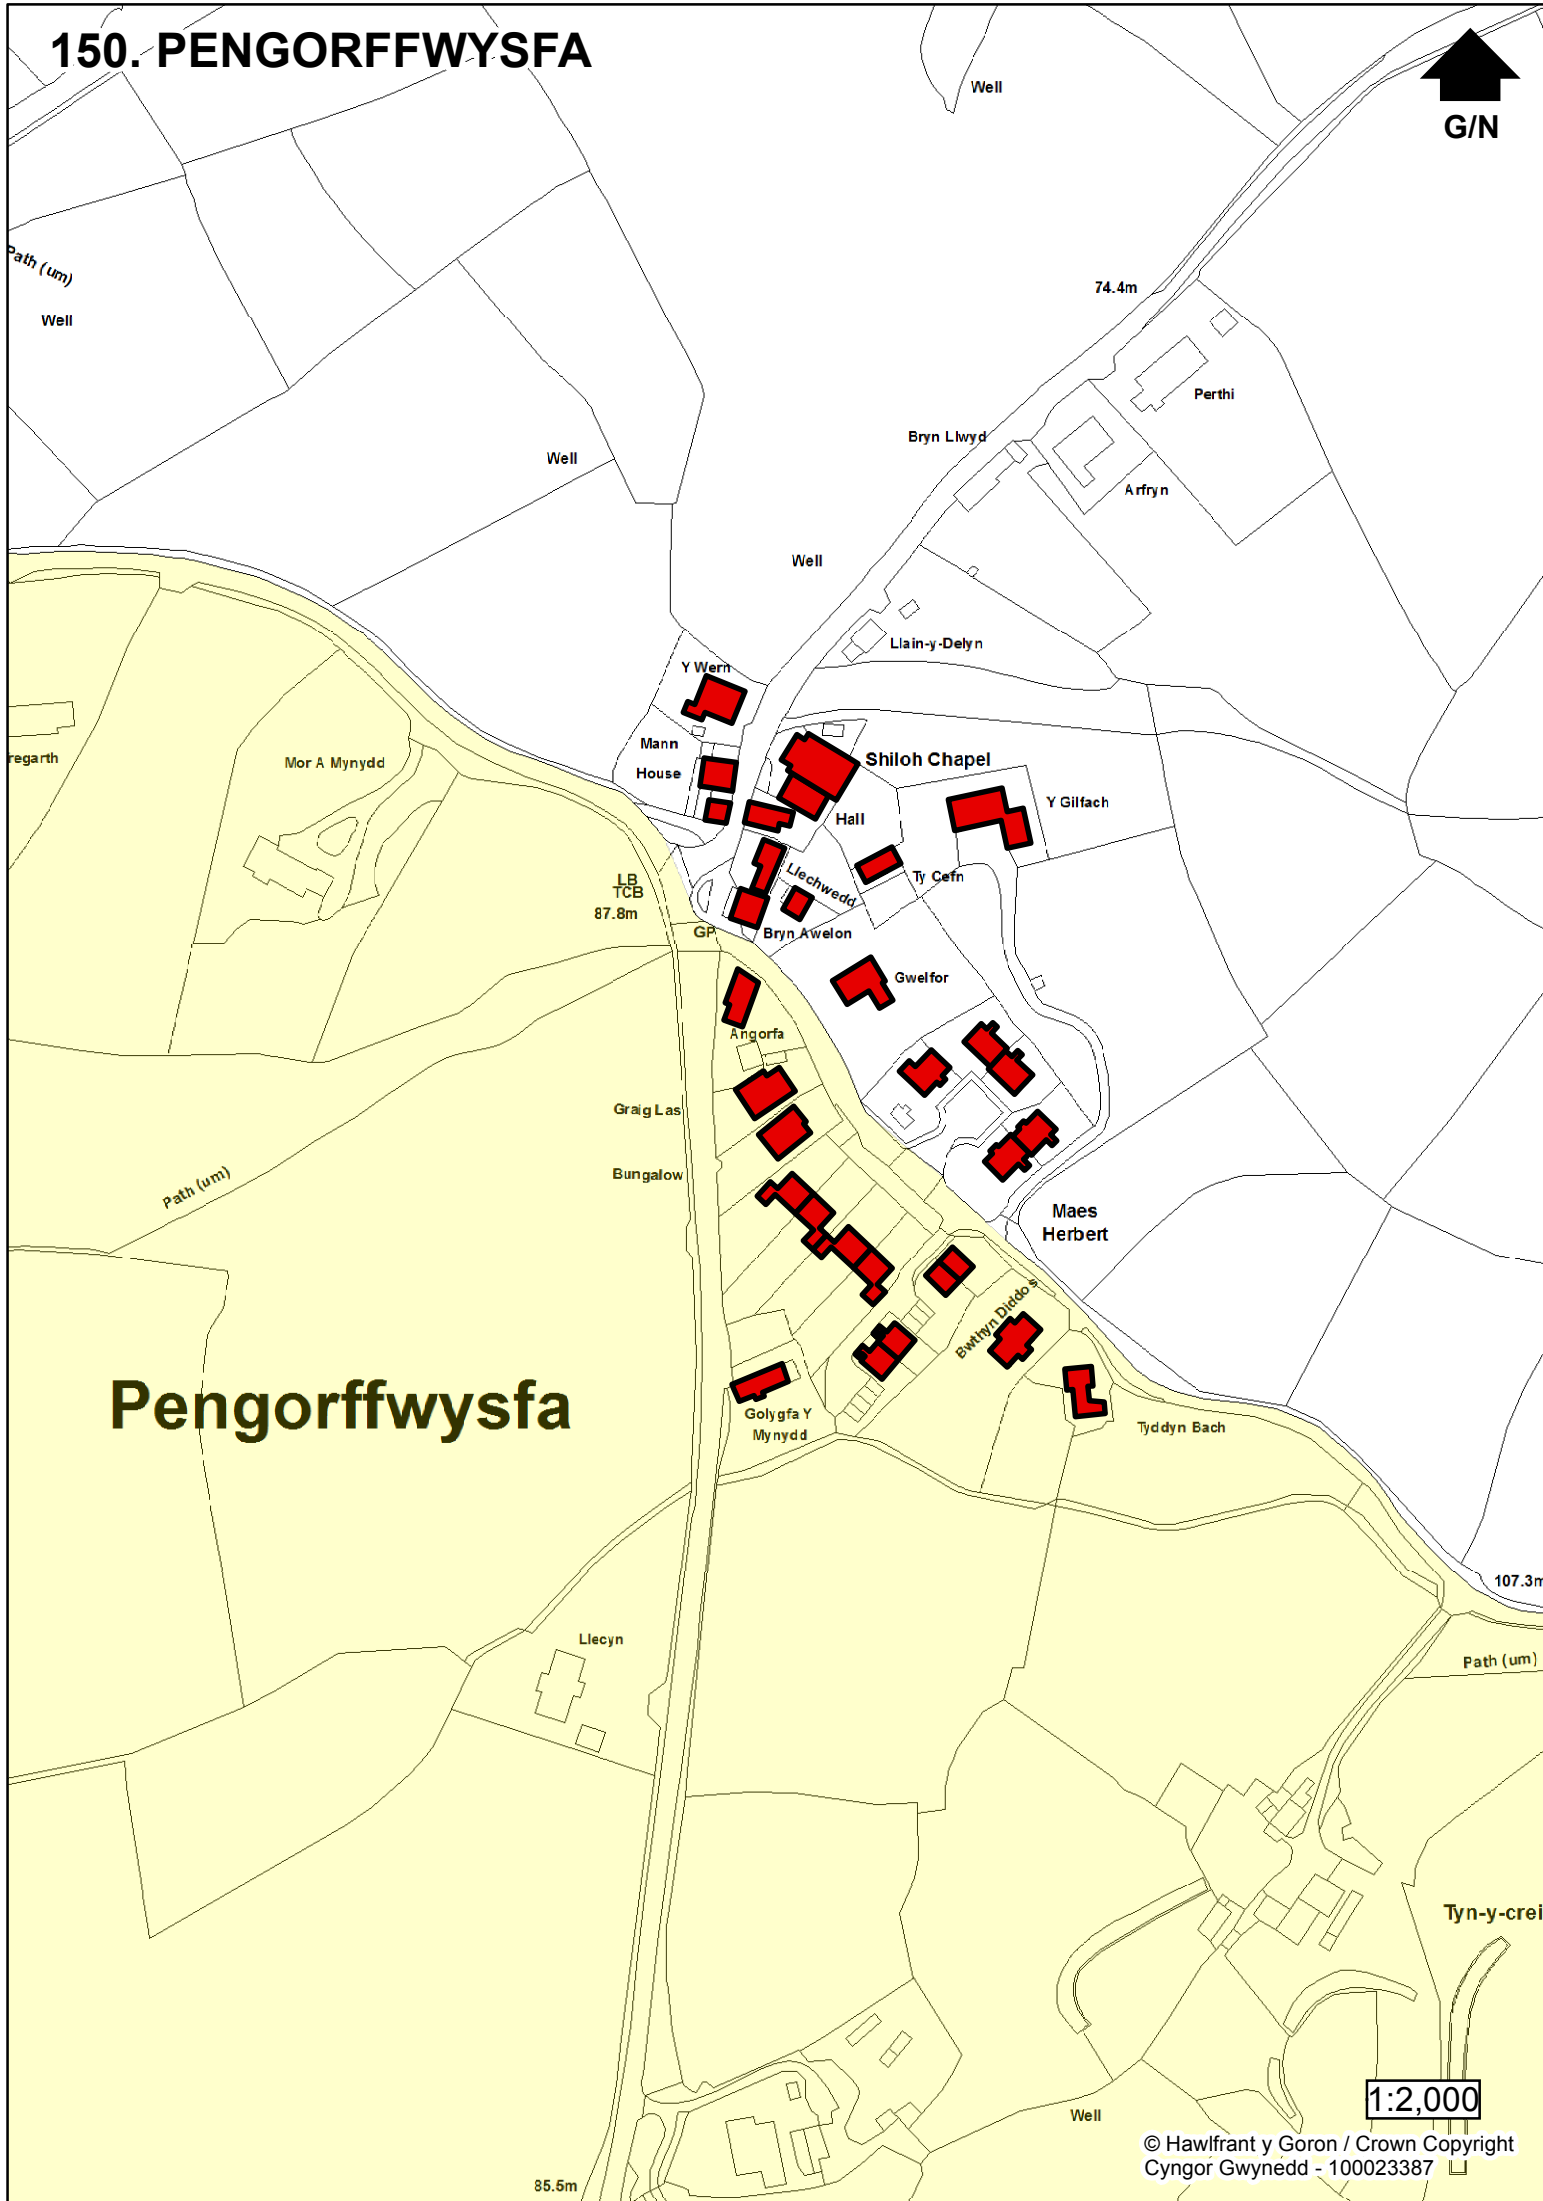 150. PENGORFFWYSFA
G/N
Well
Path (um)
Well
74.4m
Perthi
Bryn Llwyd
Well
Arfryn
Well
Llain-y-Delyn
Y Wern
Mann
House
Shiloh Chapel
regarth
Mor A Mynydd
Y Gilfach
Hall
Llechwedd
Ty Cefn
LB
TCB
87.8m
GP
Bryn Awelon
Gwelfor
Angorfa
Graig Las
Bungalow
Path (um)
Maes
Herbert
Bwthyn Diddos
Pengorffwysfa
Golygfa Y
Mynydd
Tyddyn Bach
107.3m
Llecyn
Path (um)
Tyn-y-crei
1:2,000
Well
© Hawlfrant y Goron / Crown Copyright
Cyngor Gwynedd - 100023387
85.5m